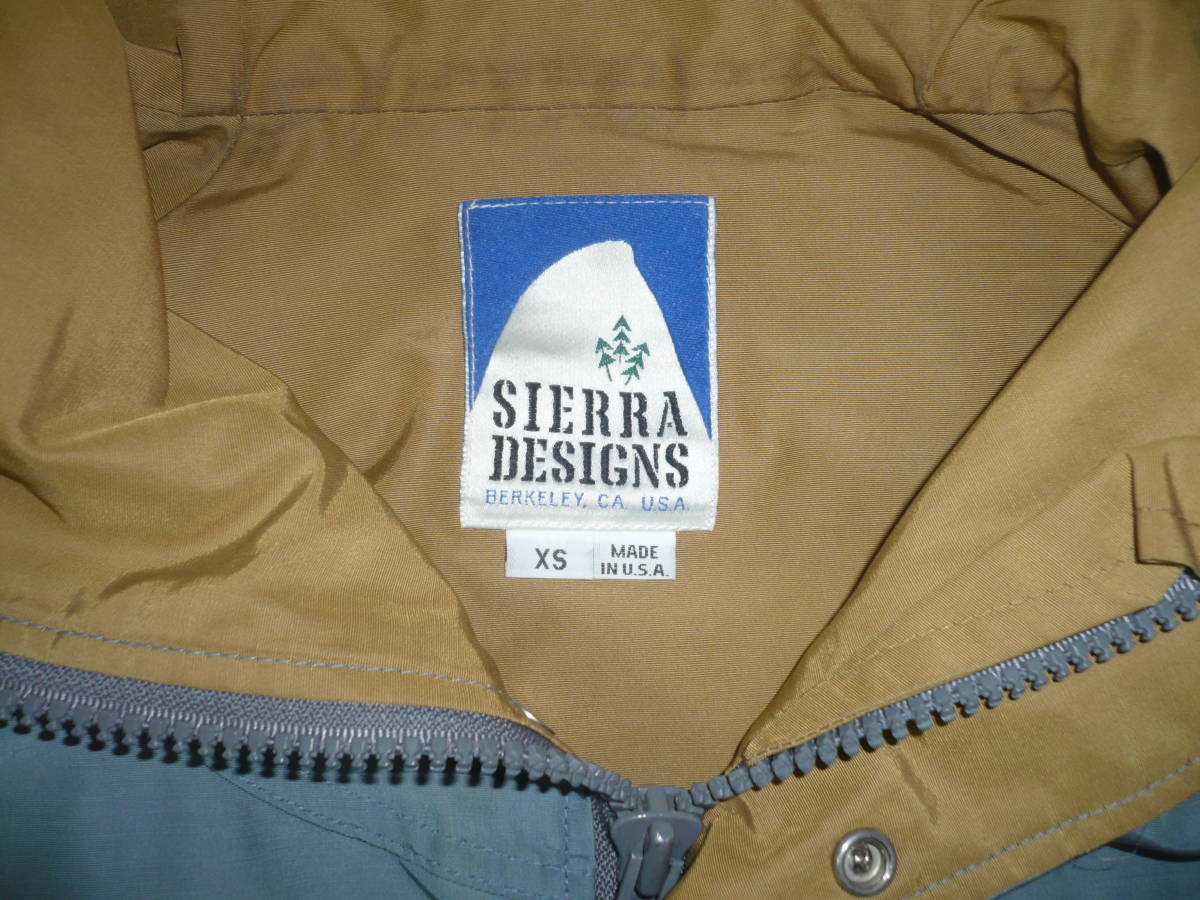 SIERRA
DESIGNS
BERKELEY, CA. U.S.A.
XS
MADE
IN U.S.A.